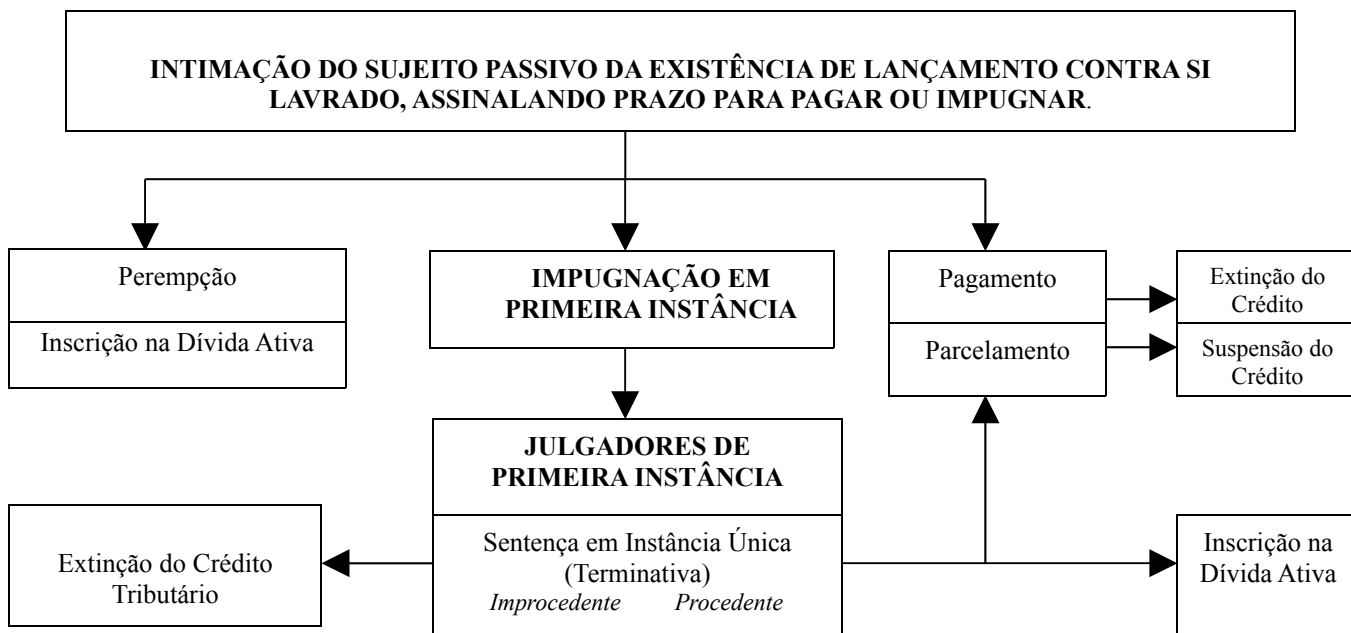 INTIMAÇÃO DO SUJEITO PASSIVO DA EXISTÊNCIA DE LANÇAMENTO CONTRA SI
LAVRADO, ASSINALANDO PRAZO PARA PAGAR OU IMPUGNAR.
Perempção
Inscrição na Dívida Ativa
IMPUGNAÇÃO EM
PRIMEIRA INSTÂNCIA
Pagamento
Parcelamento
Extinção do
Crédito
Suspensão do
Crédito
JULGADORES DE
PRIMEIRA INSTÂNCIA
Sentença em Instância Única
(Terminativa)
Improcedente Procedente
Extinção do Crédito
Tributário
Inscrição na
Dívida Ativa